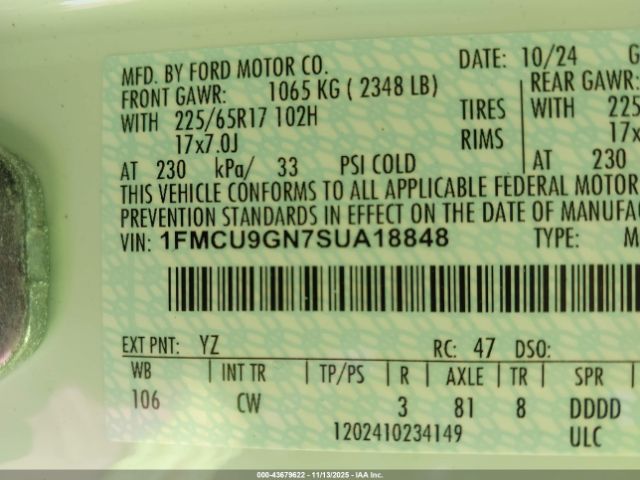 MFD. BY FORD MOTOR CO. DATE: 10/24
FRONT GAWR: 1065 KG ( 2348 LB) REAR GAWR:
WITH 225/65R17 102H TIRES WITH 225
17x7.0J RIMS 17x
AT 230 kPa/ 33 PSI COLD AT 230
THIS VEHICLE CONFORMS TO ALL APPLICABLE FEDERAL MOTOR
PREVENTION STANDARDS IN EFFECT ON THE DATE OF
VIN: 1FMCU9GN7SUA18848 TYPE:
EXT PNT: YZ RC: 47 DSO:
WB | INT TR | TP/PS | R | AXLE | TR | SPR
106 CW 3 81 8 DDDD
1202410234149 ULC
000-43679622 - 11/13/2025 - IAAHOLDINGS